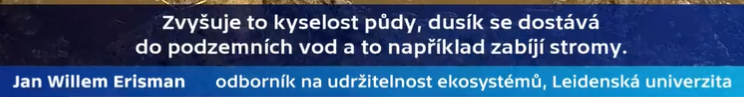 Zvyšuje to kyselost půdy, dusík se dostává
do podzemních vod a to například zabíjí stromy.
Jan Willem Erisman odborník na udržitelnost ekosystémů, Leidenská univerzita